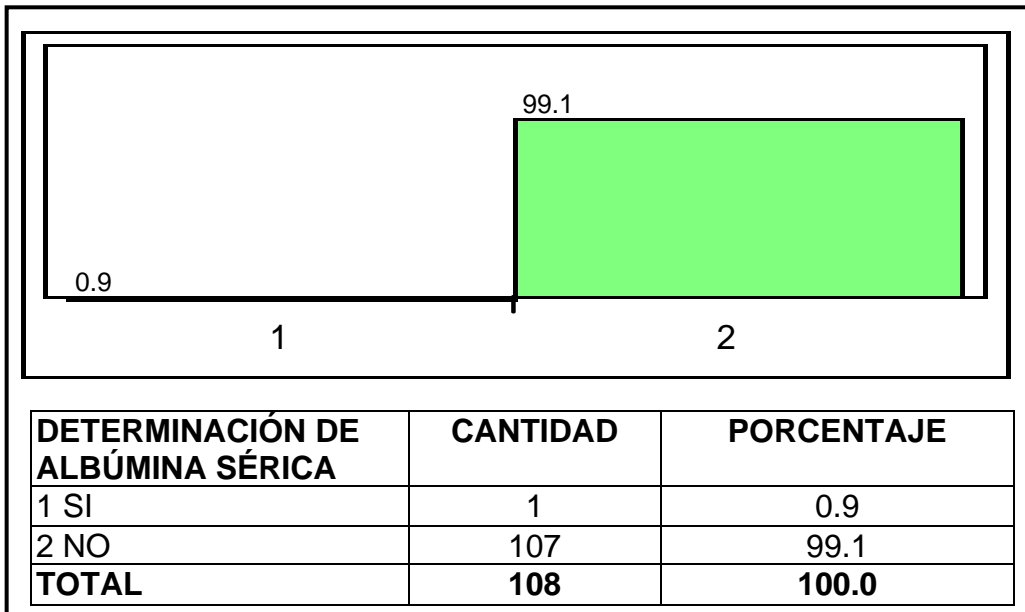 99.1
0.9
1 2
DETERMINACIÓN DE ALBÚMINA SÉRICA CANTIDAD PORCENTAJE
1 SI 1 0.9
2 NO 107 99.1
TOTAL 108 100.0